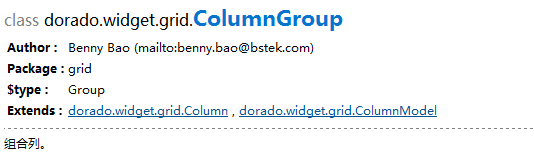 class dorado.widget.grid.ColumnGroup
Author : Benny Bao (mailto:benny.bao@bstek.com)
Package : grid
$type : Group
Extends : dorado.widget.grid.Column , dorado.widget.grid.ColumnModel
组合列。